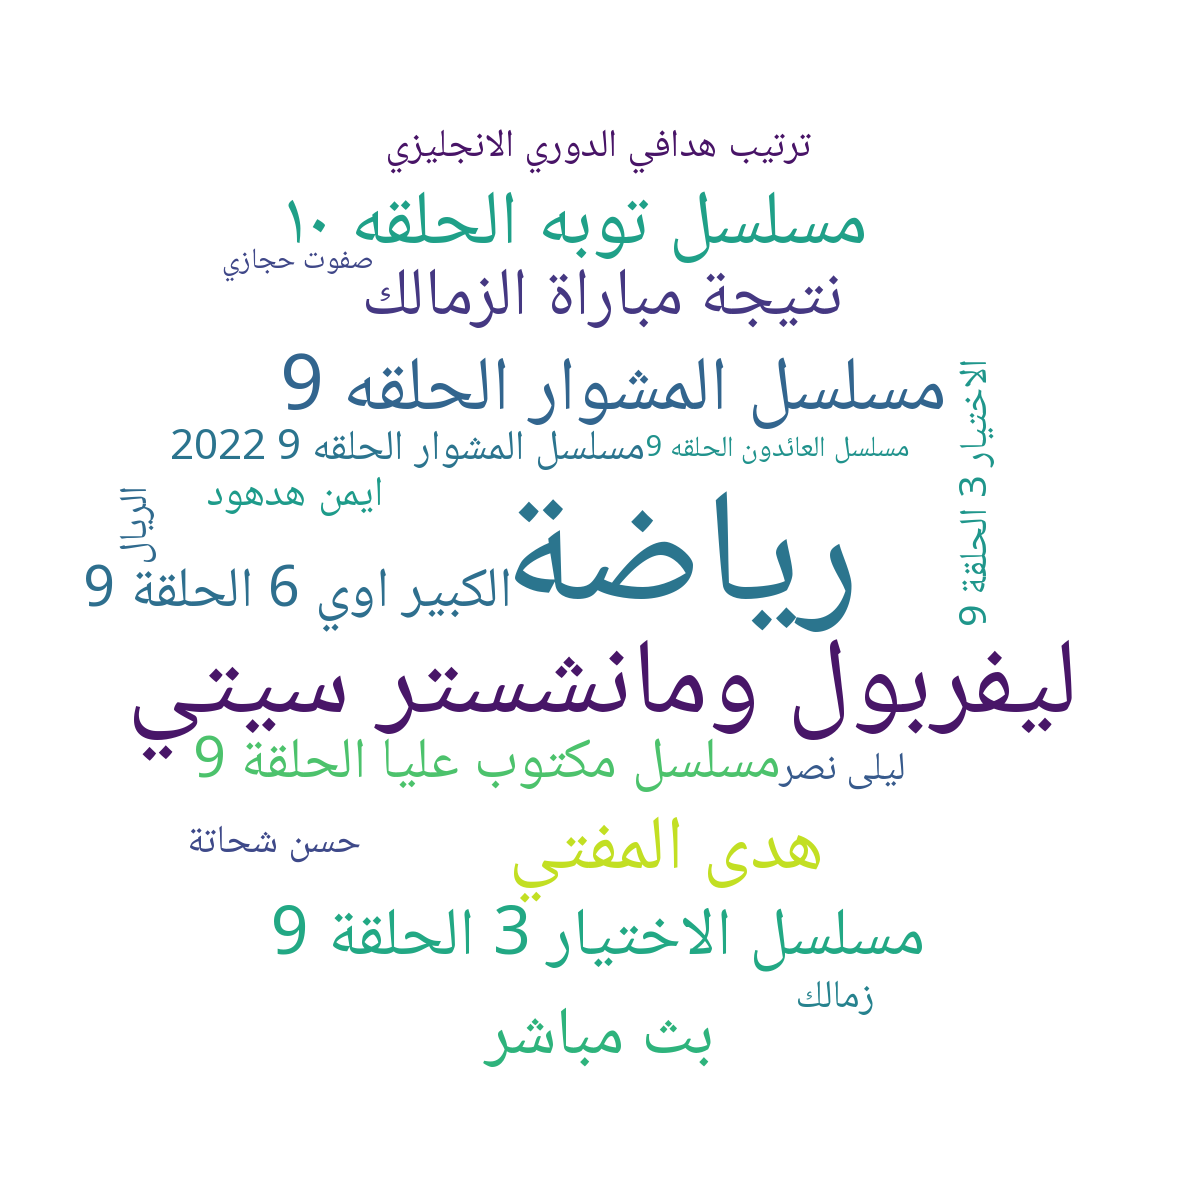 ترتيب هدافي الدوري الانجليزي
مسلسل توبه الحلقه ١٠
صفوت حجازي
نتيجة مباراة الزمالك
مسلسل المشوار الحلقه 9
الاختيار 3 الحلقة 9
مسلسل العائدون الحلقه 9
مسلسل المشوار الحلقه 9 2022
ايمن هدهود
الريال
رياضة
الكبير اوي 6 الحلقة 9
ليفربول ومانشستر سيتي
مسلسل مكتوب عليا الحلقة 9
ليلى نصر
هدى المفتي
حسن شحاتة
مسلسل الاختيار 3 الحلقة 9
زمالك
بث مباشر